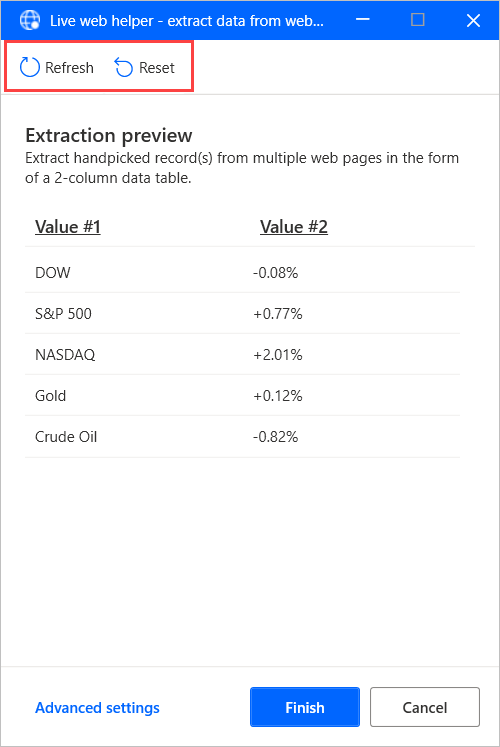 Live web helper - extract data from web...
Refresh Reset
Extraction preview
Extract handpicked record(s) from multiple web pages in the form
of a 2-column data table.
Value #1 Value #2
DOW -0.08%
S&P 500 +0.77%
NASDAQ +2.01%
Gold +0.12%
Crude Oil -0.82%
Advanced settings Finish Cancel